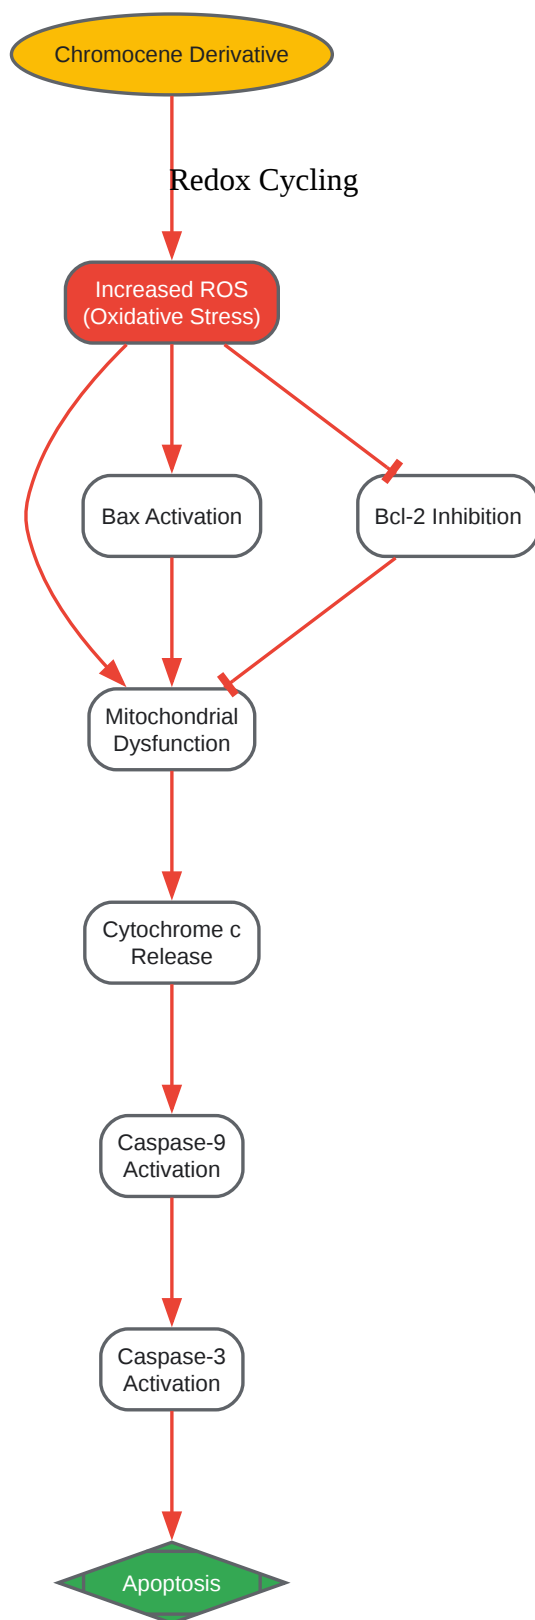 Chromocene Derivative
Redox Cycling
Increased ROS
(Oxidative Stress)
Bax Activation
Bcl-2 Inhibition
Mitochondrial
Dysfunction
Cytochrome c
Release
Caspase-9
Activation
Caspase-3
Activation
Apoptosis